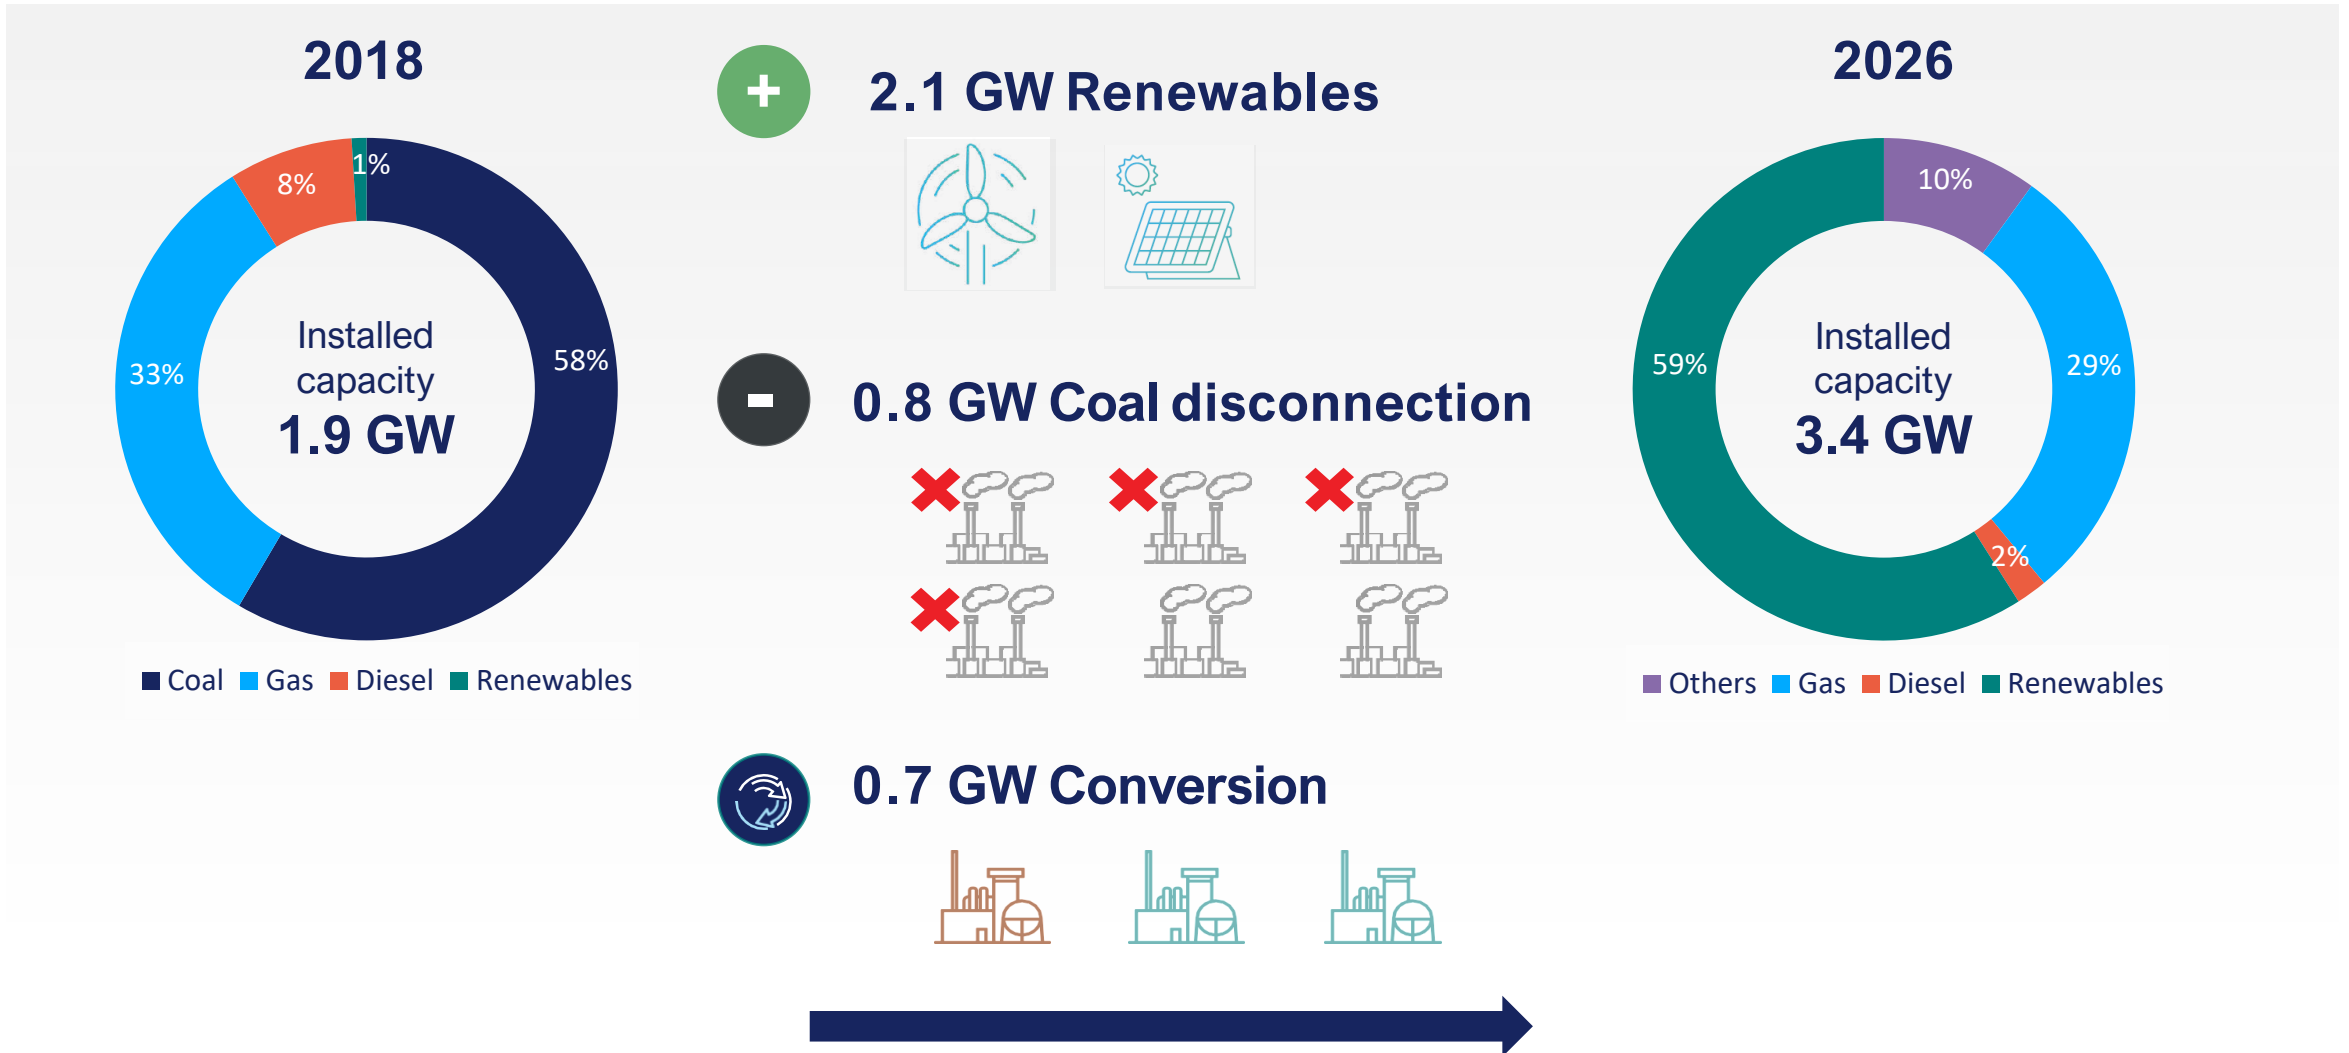 2018
1%
8%
33%
58%
Installed
capacity
1.9 GW
Coal Gas Diesel Renewables
+
2.1 GW Renewables
-
0.8 GW Coal disconnection
0.7 GW Conversion
2026
10%
59%
29%
2%
Installed
capacity
3.4 GW
Others Gas Diesel Renewables